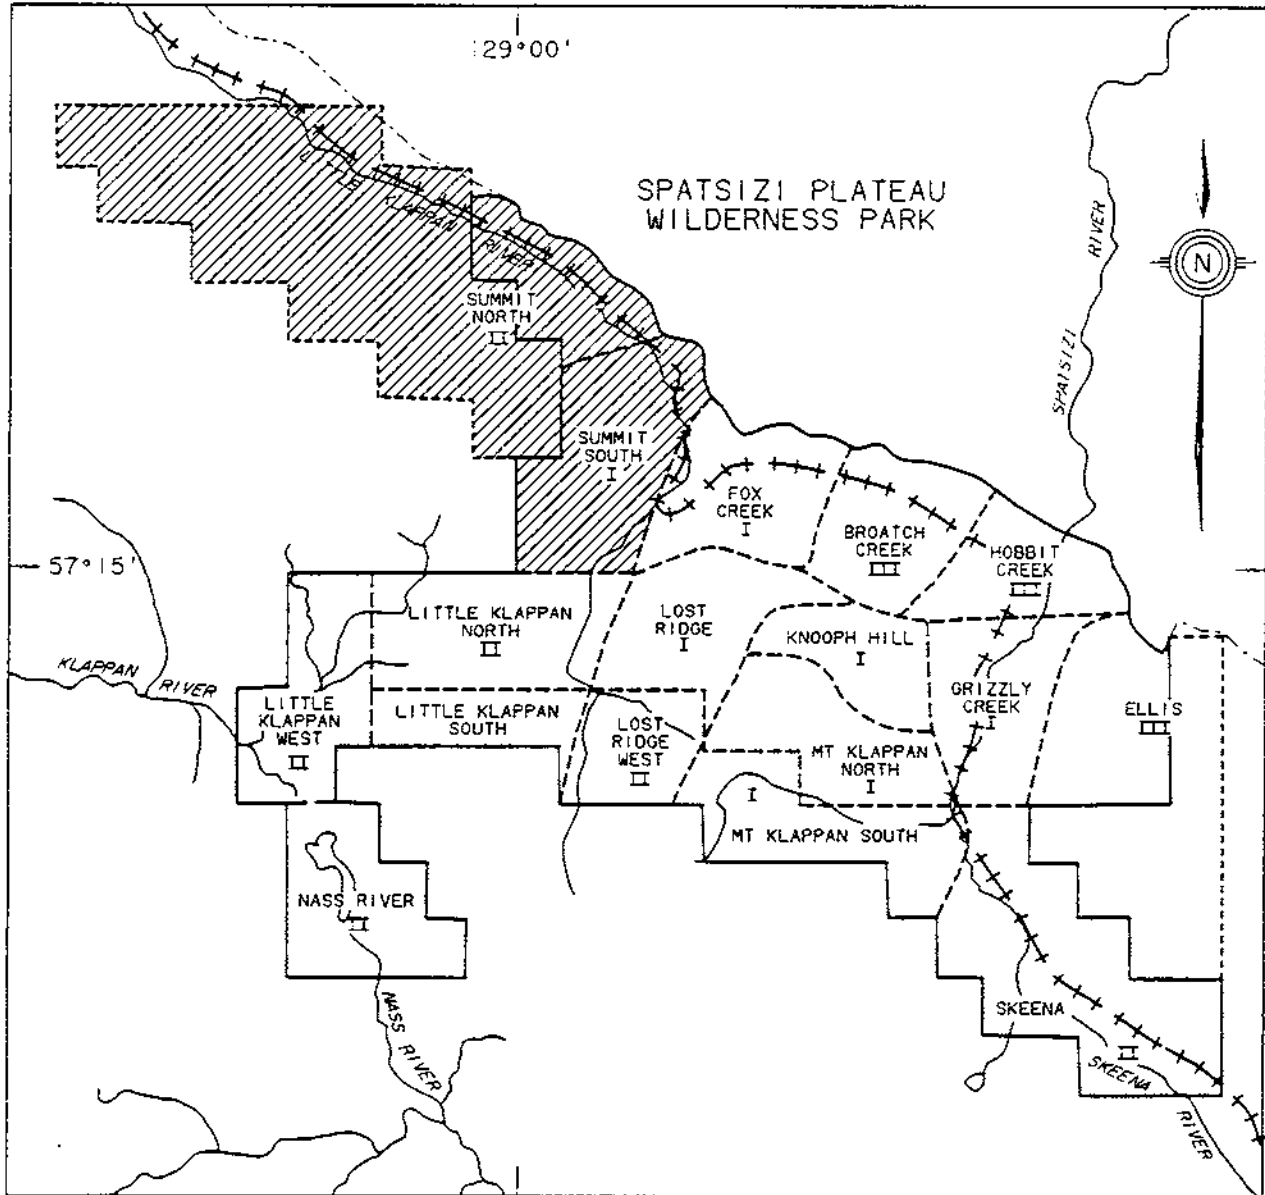 129°00'
SPATSIZI PLATEAU
WILDERNESS PARK
RIVER
SPATSIZI
N
KLAPPAN
RIVER
SUMMIT
NORTH
II
SUMMIT
SOUTH
I
FOX
CREEK
I
BROATCH
CREEK
III
HOBBIT
CREEK
III
57°15'
LITTLE KLAPPAN
NORTH
II
LOST
RIDGE
I
KNOOPH HILL
I
KLAPPAN
RIVER
LITTLE
KLAPPAN
WEST
II
LITTLE KLAPPAN
SOUTH
LOST
RIDGE
WEST
II
GRIZZLY
CREEK
I
ELLIS
III
MT KLAPPAN
NORTH
I
I
MT KLAPPAN SOUTH
NASS RIVER
II
NASS
RIVER
SKEENA
II
SKEENA
RIVER